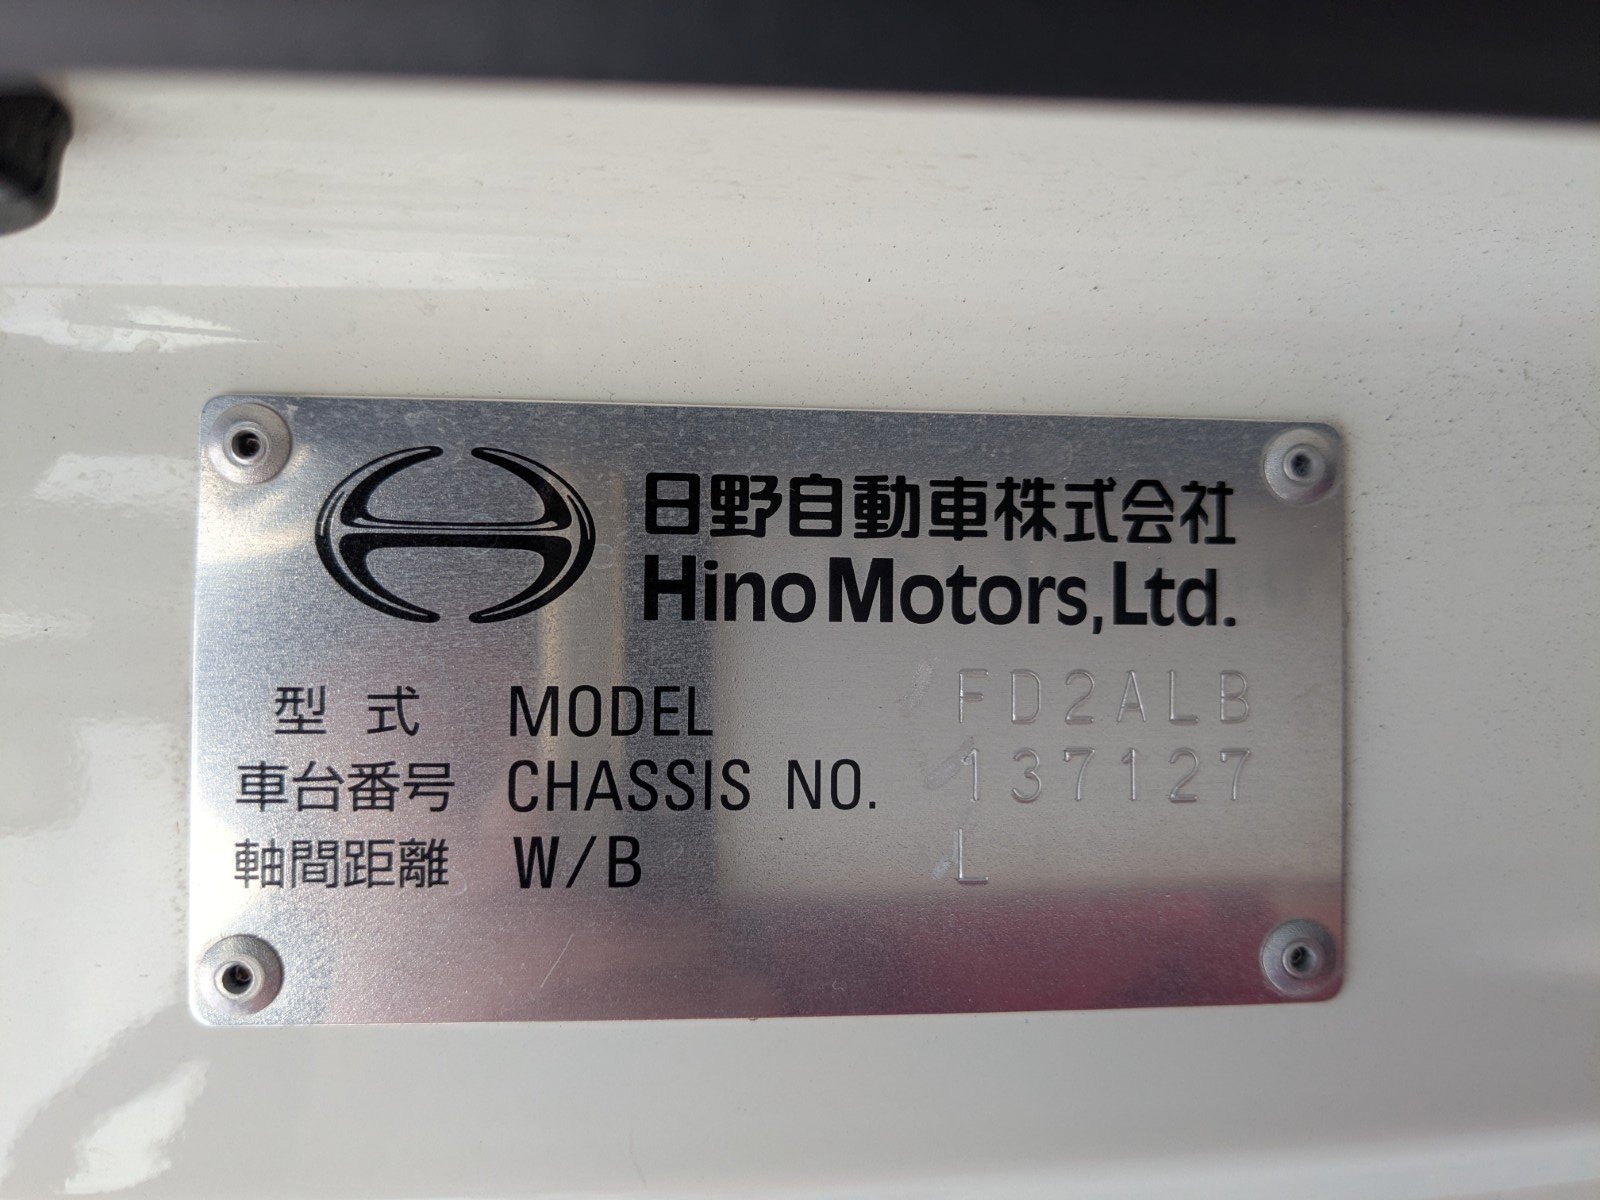 日野自動車株式会社
Hino Motors, Ltd.
型式 MODEL FD2ALB
車台番号 CHASSIS NO. 137127
軸間距離 W/B L